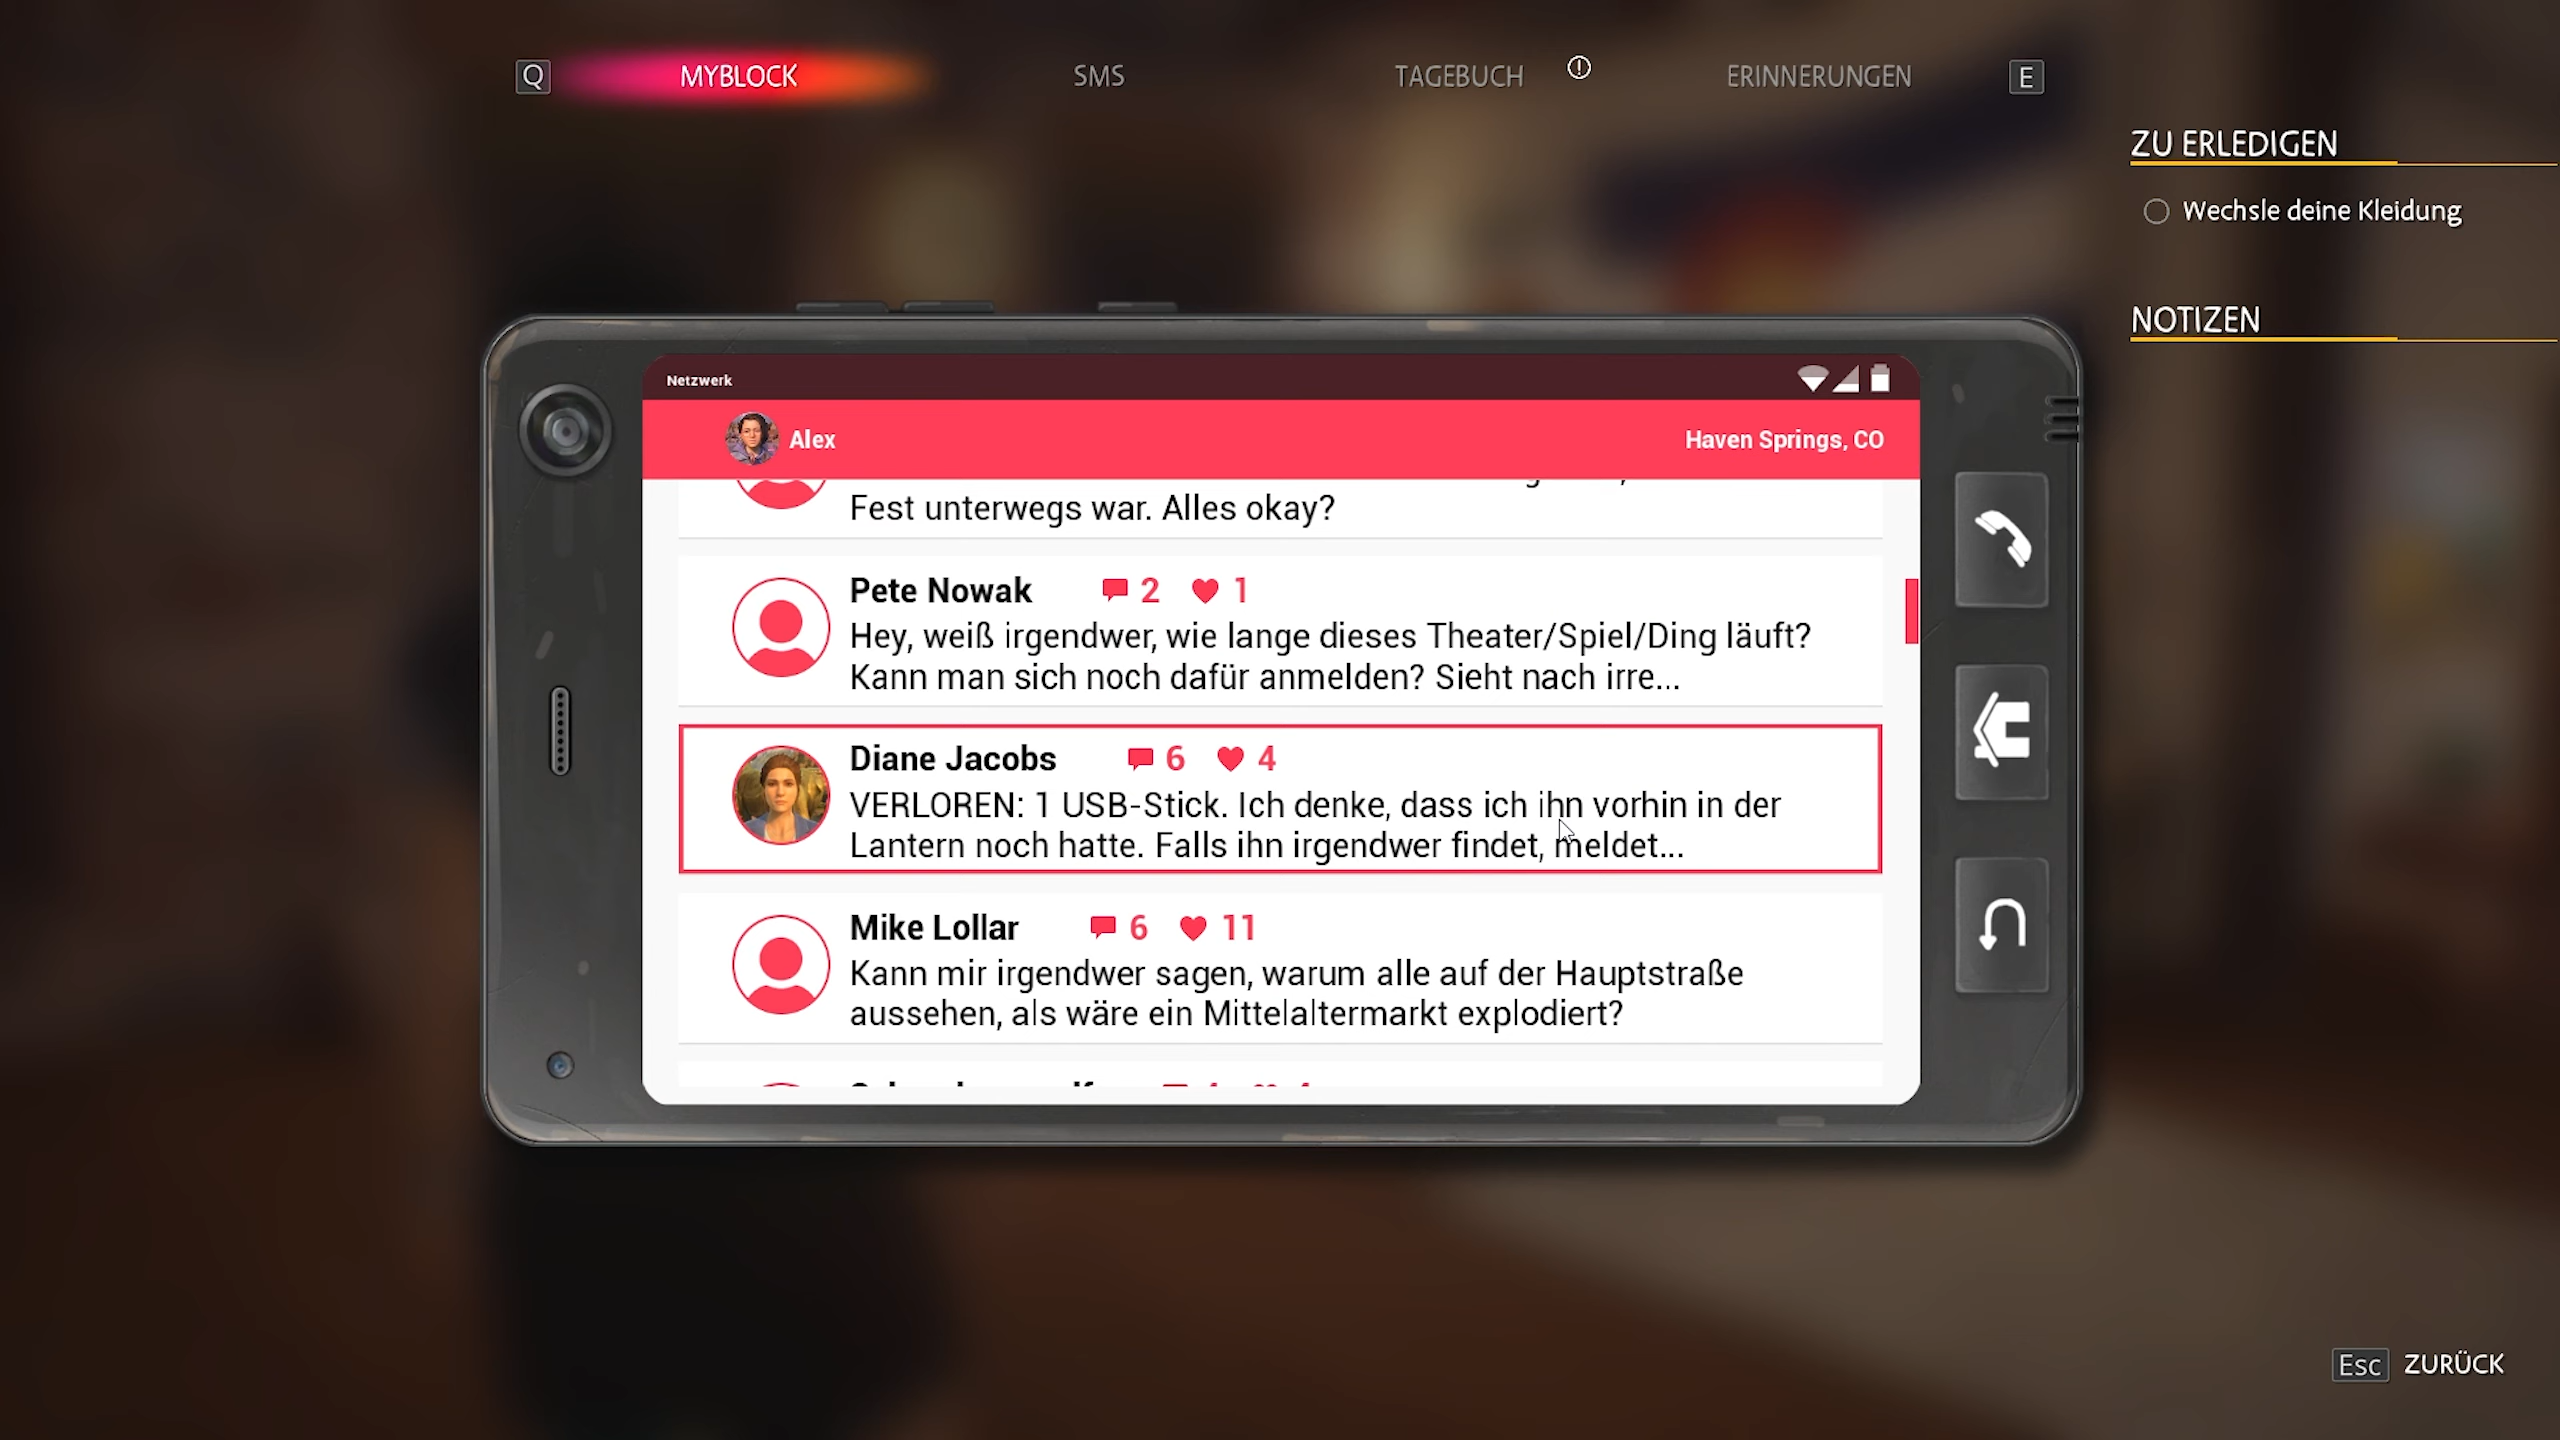 Q MYBLOCK SMS TAGEBUCH ERINNERUNGEN E
ZU ERLEDIGEN
Wechsle deine Kleidung
NOTIZEN
Netzwerk
Alex Haven Springs, CO
Fest unterwegs war. Alles okay?
Pete Nowak 2 1
Hey, weiß irgendwer, wie lange dieses Theater/Spiel/Ding läuft?
Kann man sich noch dafür anmelden? Sieht nach irre...
Diane Jacobs 6 4
VERLOREN: 1 USB-Stick. Ich denke, dass ich ihn vorhin in der
Lantern noch hatte. Falls ihn irgendwer findet, meldet...
Mike Lollar 6 11
Kann mir irgendwer sagen, warum alle auf der Hauptstraße
aussehen, als wäre ein Mittelaltermarkt explodiert?
Esc ZURÜCK